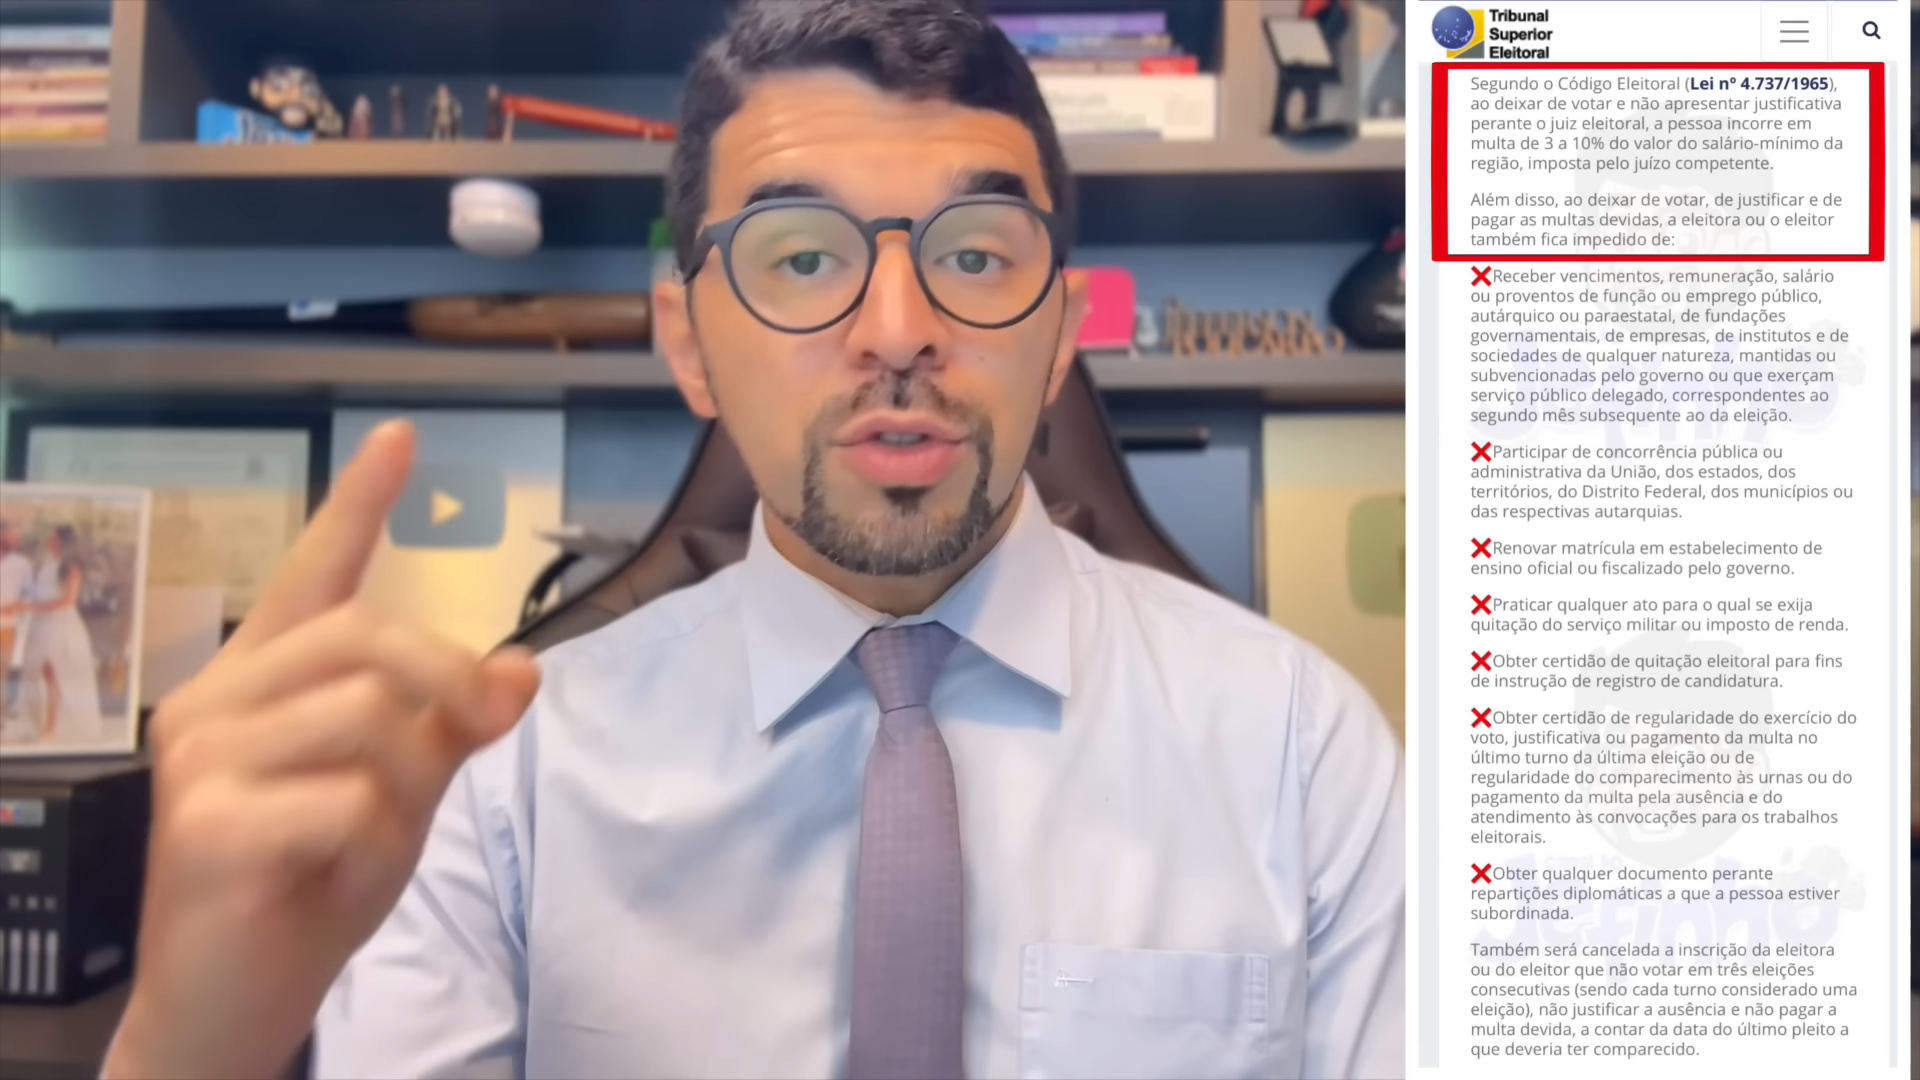 Tribunal
Superior
Eleitoral
Segundo o Código Eleitoral (Lei nº 4.737/1965),
ao deixar de votar e não apresentar justificativa
perante o juiz eleitoral, a pessoa incorre em
multa de 3 a 10% do valor do salário-mínimo da
região, imposta pelo juízo competente.
Além disso, ao deixar de votar, de justificar e de
pagar as multas devidas, a eleitora ou o eleitor
também fica impedido de:
❌Receber vencimentos, remuneração, salário
ou proventos de função ou emprego público,
autárquico ou paraestatal, de fundações
governamentais, de empresas, de institutos e de
sociedades de qualquer natureza, mantidas ou
subvencionadas pelo governo ou que exerçam
serviço público delegado, correspondentes ao
segundo mês subsequente ao da eleição.
❌Participar de concorrência pública ou
administrativa da União, dos estados, dos
territórios, do Distrito Federal, dos municípios ou
das respectivas autarquias.
❌Renovar matrícula em estabelecimento de
ensino oficial ou fiscalizado pelo governo.
❌Praticar qualquer ato para o qual se exija
quitação do serviço militar ou imposto de renda.
❌Obter certidão de quitação eleitoral para fins
de instrução de registro de candidatura.
❌Obter certidão de regularidade do exercício do
voto, justificativa ou pagamento da multa no
último turno da última eleição ou de
regularidade do comparecimento às urnas ou do
pagamento da multa pela ausência e do
atendimento às convocações para os trabalhos
eleitorais.
❌Obter qualquer documento perante
repartições diplomáticas a que a pessoa estiver
subordinada.
Também será cancelada a inscrição da eleitora
ou do eleitor que não votar em três eleições
consecutivas (sendo cada turno considerado uma
eleição), não justificar a ausência e não pagar a
multa devida, a contar da data do último pleito a
que deveria ter comparecido.